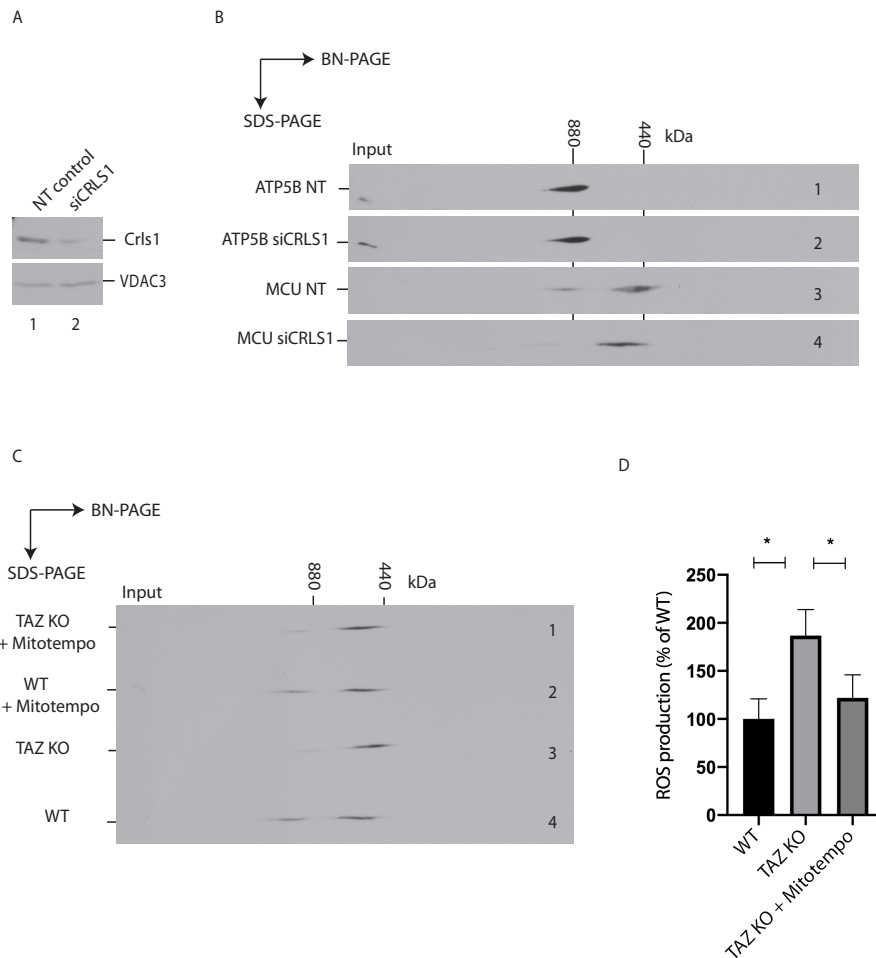 A
B
BN-PAGE
SDS-PAGE
880
440
kDa
Input
NT control
siCRLS1
Crls1
VDAC3
1 2
ATP5B NT
1
ATP5B siCRLS1
2
MCU NT
3
MCU siCRLS1
4
C
BN-PAGE
SDS-PAGE
880
440
kDa
Input
TAZ KO
+ Mitotempo
1
WT
+ Mitotempo
2
TAZ KO
3
WT
4
D
* *
ROS production (% of WT)
250
200
150
100
50
0
WT
TAZ KO
TAZ KO + Mitotempo